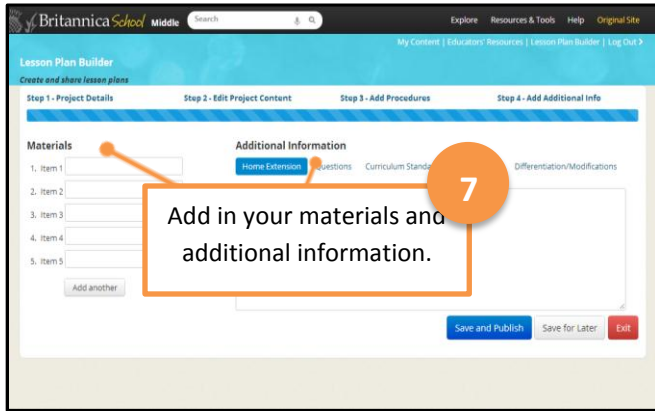 Britannica School Middle Search Explore Resources & Tools Help Original Site
My Content | Educators' Resources | Lesson Plan Builder | Log Out >
Lesson Plan Builder
Create and share lesson plans
Step 1 - Project Details Step 2 - Edit Project Content Step 3 - Add Procedures Step 4 - Add Additional Info
Materials Additional Information
Home Extension Questions Curriculum Standa Differentiation/Modifications
1. Item 1
2. Item 2
3. Item 3
4. Item 4
5. Item 5
Add another
7
Add in your materials and
additional information.
Save and Publish Save for Later Exit